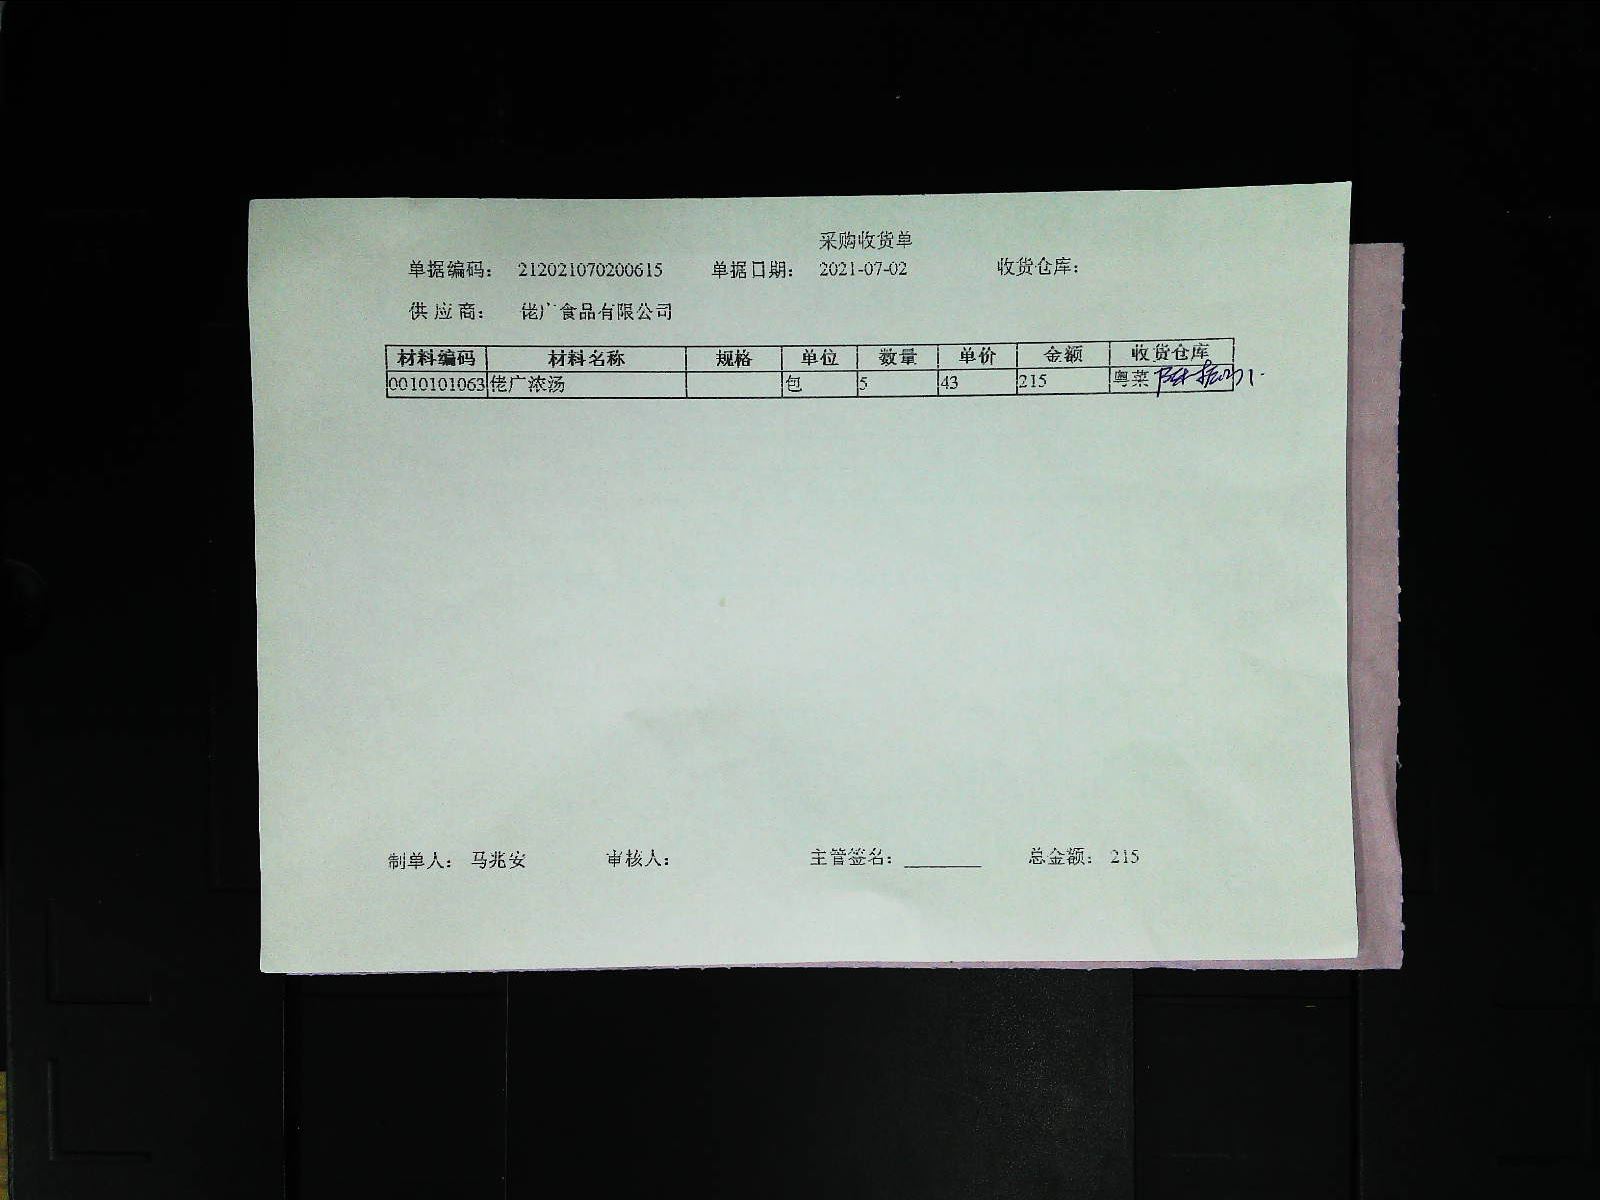 采购收货单
单据编码： 212021070200615 单据日期： 2021-07-02 收货仓库：
供 应 商： 佬广食品有限公司
材料编码 材料名称 规格 单位 数量 单价 金额 收货仓库
0010101063 佬广浓汤 包 5 43 215 粤菜
制单人： 马兆安 审核人： 主管签名： ________ 总金额： 215